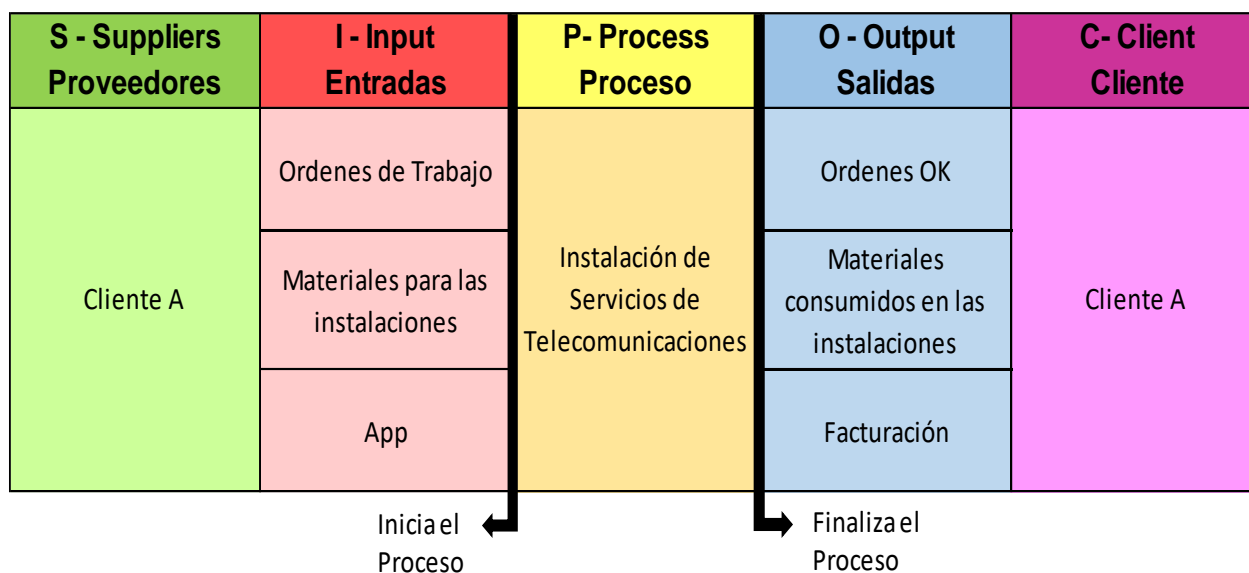 S - Suppliers
Proveedores
I - Input
Entradas
P- Process
Proceso
O - Output
Salidas
C- Client
Cliente
Cliente A
Ordenes de Trabajo
Materiales para las
instalaciones
App
Instalación de
Servicios de
Telecomunicaciones
Ordenes OK
Materiales
consumidos en las
instalaciones
Facturación
Cliente A
Inicia el
Proceso
Finaliza el
Proceso